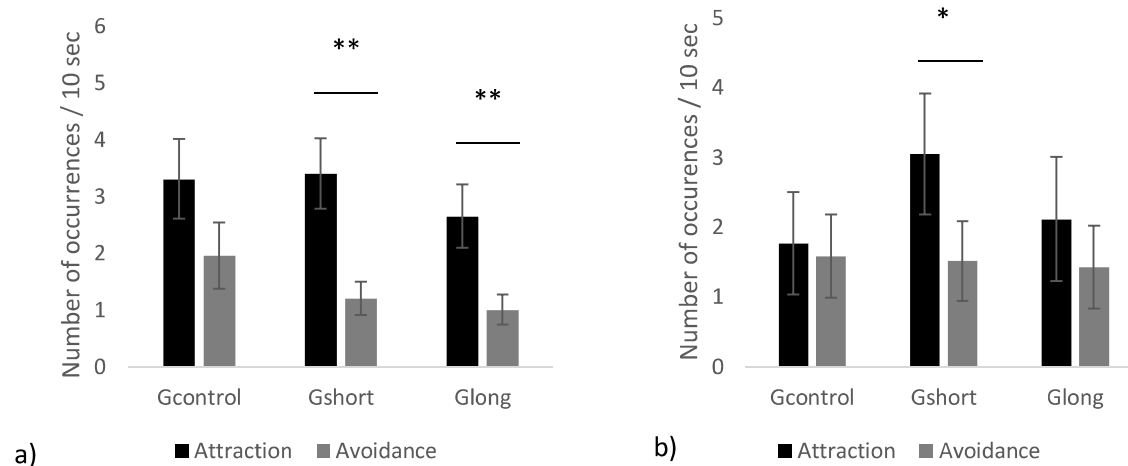 Number of occurrences / 10 sec
6
5
4
3
2
1
0
**
**
Gcontrol Gshort Glong
Attraction Avoidance
a)
Number of occurences / 10 sec
5
4
3
2
1
0
*
Gcontrol Gshort Glong
Attraction Avoidance
b)